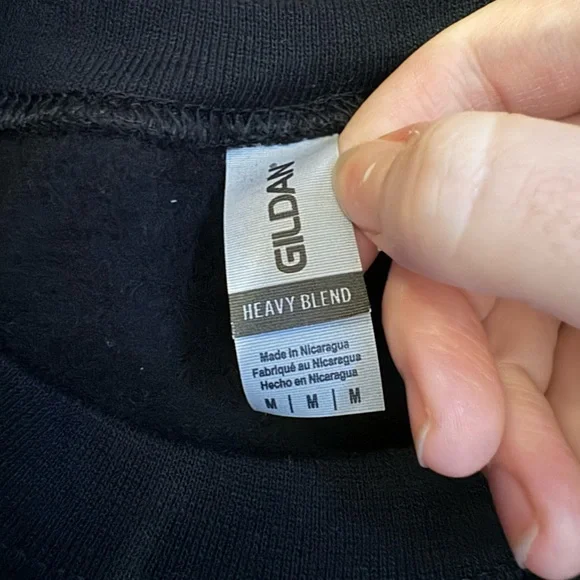 GILDAN
HEAVY BLEND
Made in Nicaragua
Fabriqué au Nicaragua
Hecho en Nicaragua
M | M | M